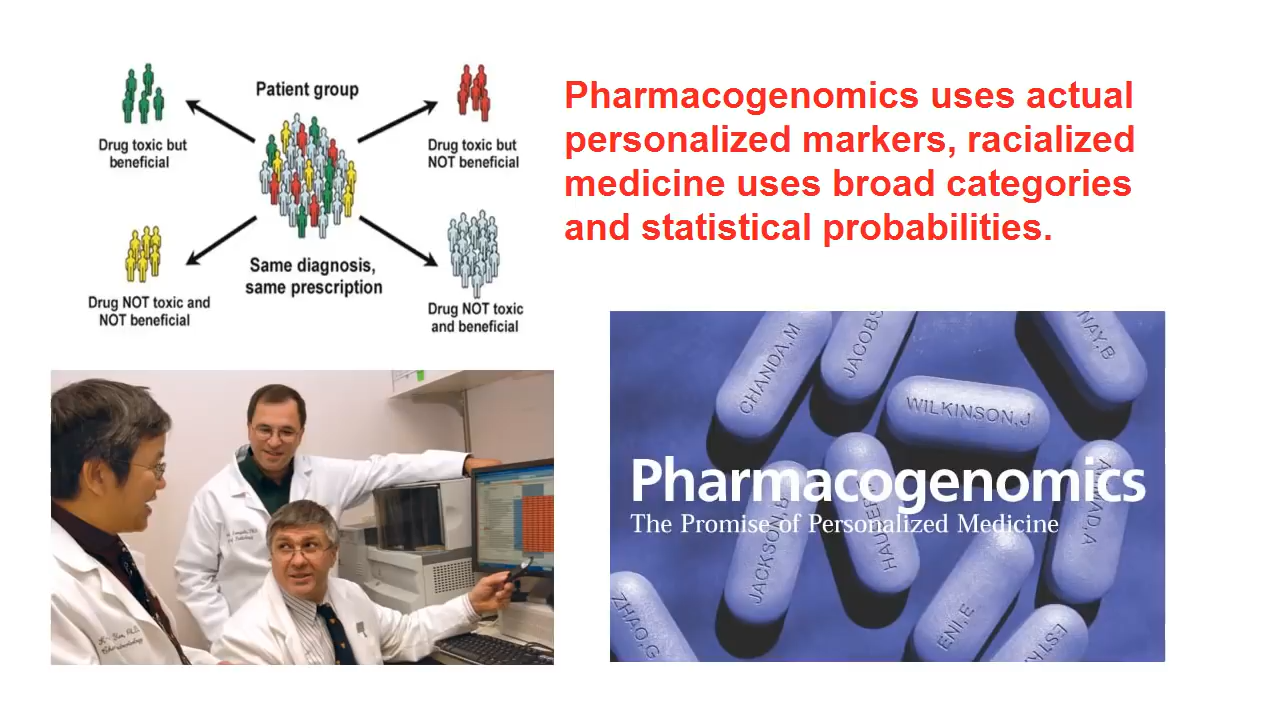 Patient group
Drug toxic but
beneficial
Drug toxic but
NOT beneficial
Same diagnosis,
same prescription
Drug NOT toxic and
NOT beneficial
Drug NOT toxic
and beneficial
Pharmacogenomics uses actual
personalized markers, racialized
medicine uses broad categories
and statistical probabilities.
CHANDA,M
JACOBS
NAY,B
WILKINSON,J
Pharmacogenomics
The Promise of Personalized Medicine
JACKSON,B
AHMAD,A
ZHAO,G
ENI,E